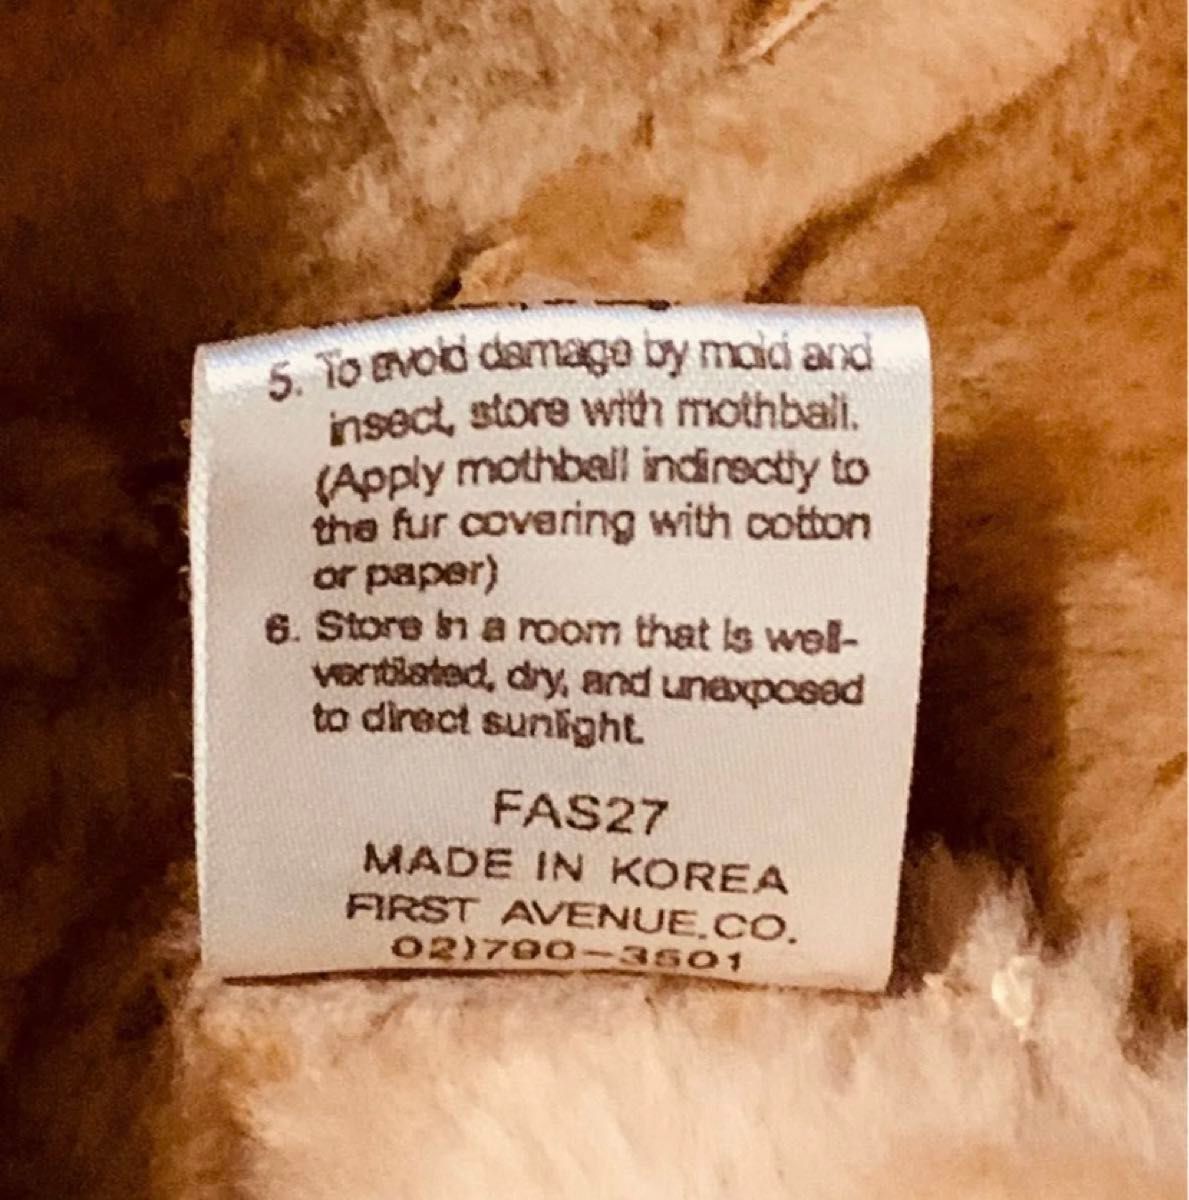 5. To avoid damage by mold and
insect, store with mothball.
(Apply mothball indirectly to
the fur covering with cotton
or paper)
6. Store in a room that is well-
ventilated, dry, and unexposed
to direct sunlight.
FAS27
MADE IN KOREA
FIRST AVENUE.CO.
02)790-3501